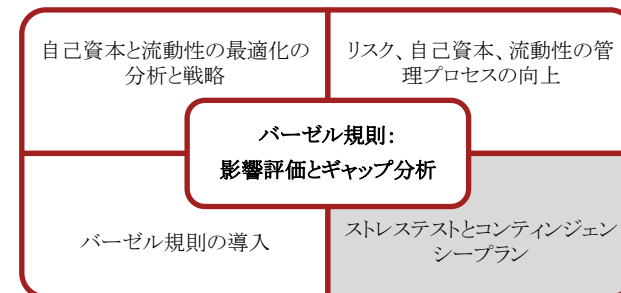 自己資本と流動性の最適化の
分析と戦略
リスク、自己資本、流動性の管
理プロセスの向上
バーゼル規則：
影響評価とギャップ分析
バーゼル規則の導入
ストレステストとコンティンジェン
シープラン